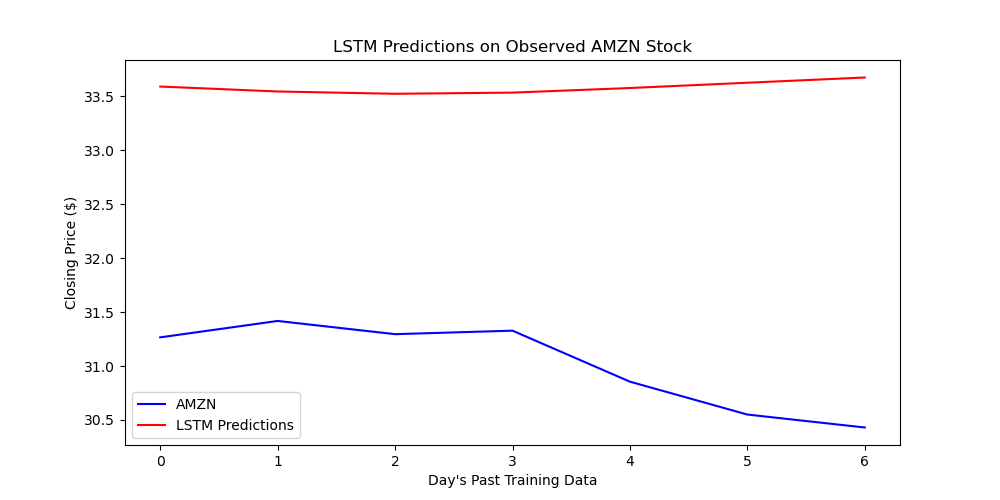 LSTM Predictions on Observed AMZN Stock
Closing Price ($)
33.5
33.0
32.5
32.0
31.5
31.0
30.5
AMZN
LSTM Predictions
0 1 2 3 4 5 6
Day's Past Training Data